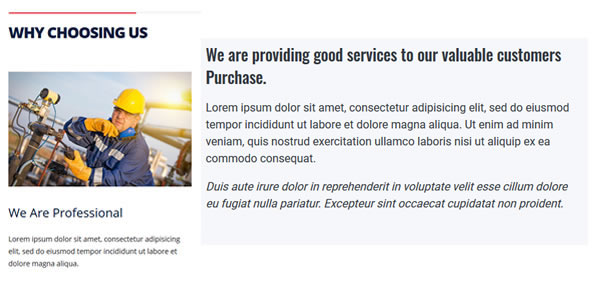 WHY CHOOSING US
We Are Professional
Lorem ipsum dolor sit amet, consectetur adipisicing
elit, sed do eiusmod tempor incididunt ut labore et
dolore magna aliqua.
We are providing good services to our valuable customers
Purchase.
Lorem ipsum dolor sit amet, consectetur adipisicing elit, sed do eiusmod
tempor incididunt ut labore et dolore magna aliqua. Ut enim ad minim
veniam, quis nostrud exercitation ullamco laboris nisi ut aliquip ex ea
commodo consequat.
Duis aute irure dolor in reprehenderit in voluptate velit esse cillum dolore
eu fugiat nulla pariatur. Excepteur sint occaecat cupidatat non proident.